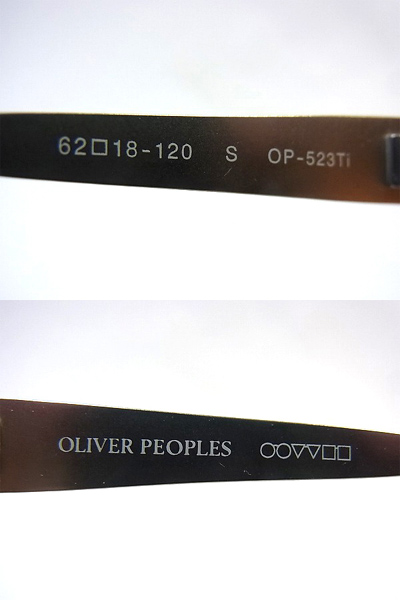 62□18-120 S OP-523Ti
OLIVER PEOPLES ○○▽▽□□